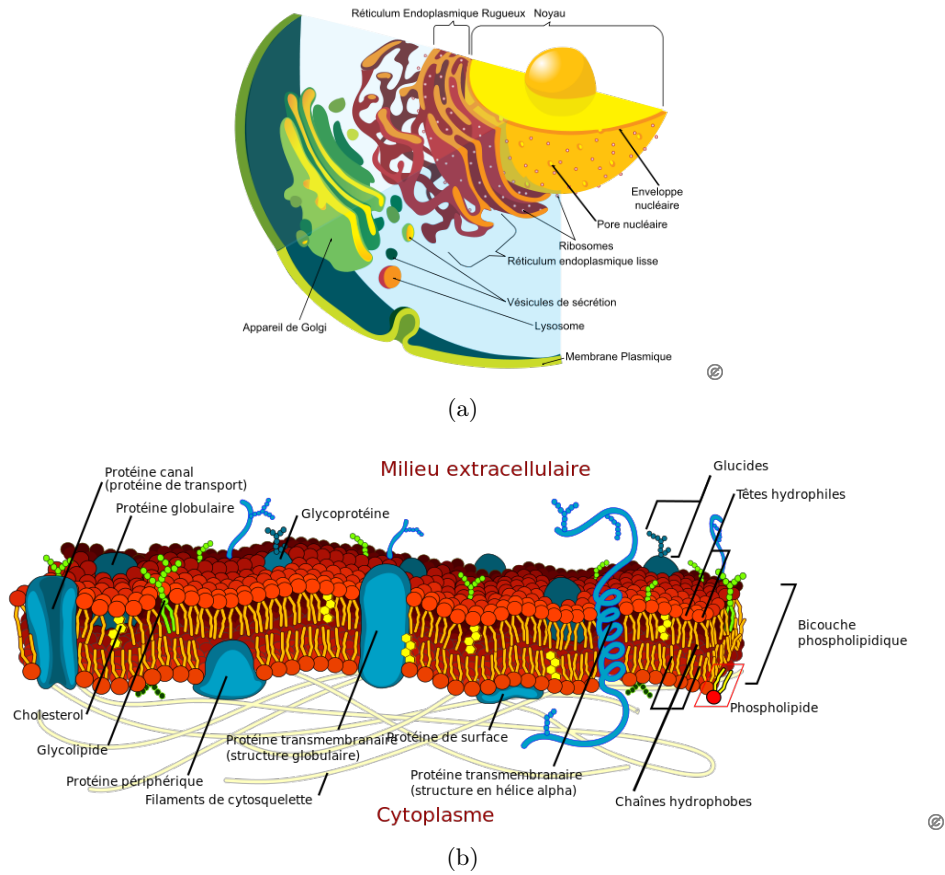 Réticulum Endoplasmique Rugueux Noyau
Enveloppe
nucléaire
Pore nucléaire
Ribosomes
Réticulum endoplasmique lisse
Vésicules de sécrétion
Appareil de Golgi
Lysosome
Membrane Plasmique
(a)
Milieu extracellulaire
Glucides
Protéine canal
(protéine de transport)
Têtes hydrophiles
Protéine globulaire
Glycoprotéine
Bicouche
phospholipidique
Phospholipide
Cholesterol
Glycolipide
Protéine transmembranaire
(structure globulaire)
Protéine de surface
Protéine périphérique
Protéine transmembranaire
(structure en hélice alpha)
Filaments de cytosquelette
Chaînes hydrophobes
Cytoplasme
(b)